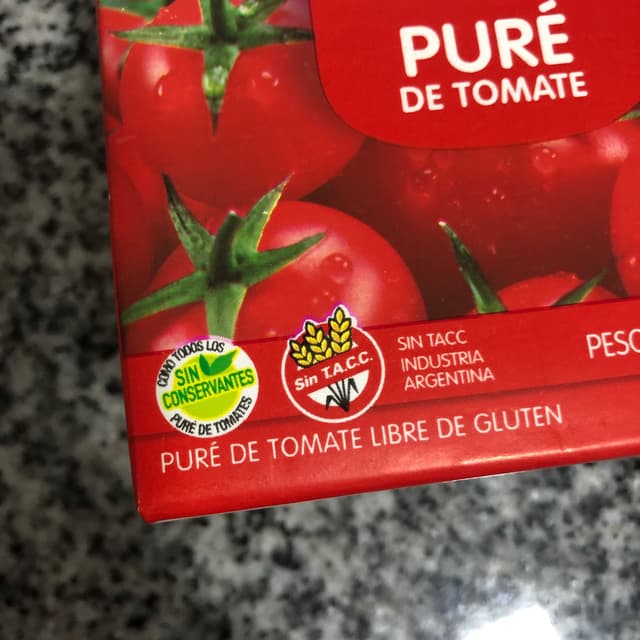 PURÉ
DE TOMATE
COMO TODOS LOS
SIN
CONSERVANTES
PURÉ DE TOMATES
Sin T.A.C.C.
SIN TACC
INDUSTRIA
ARGENTINA
PESO
PURÉ DE TOMATE LIBRE DE GLUTEN